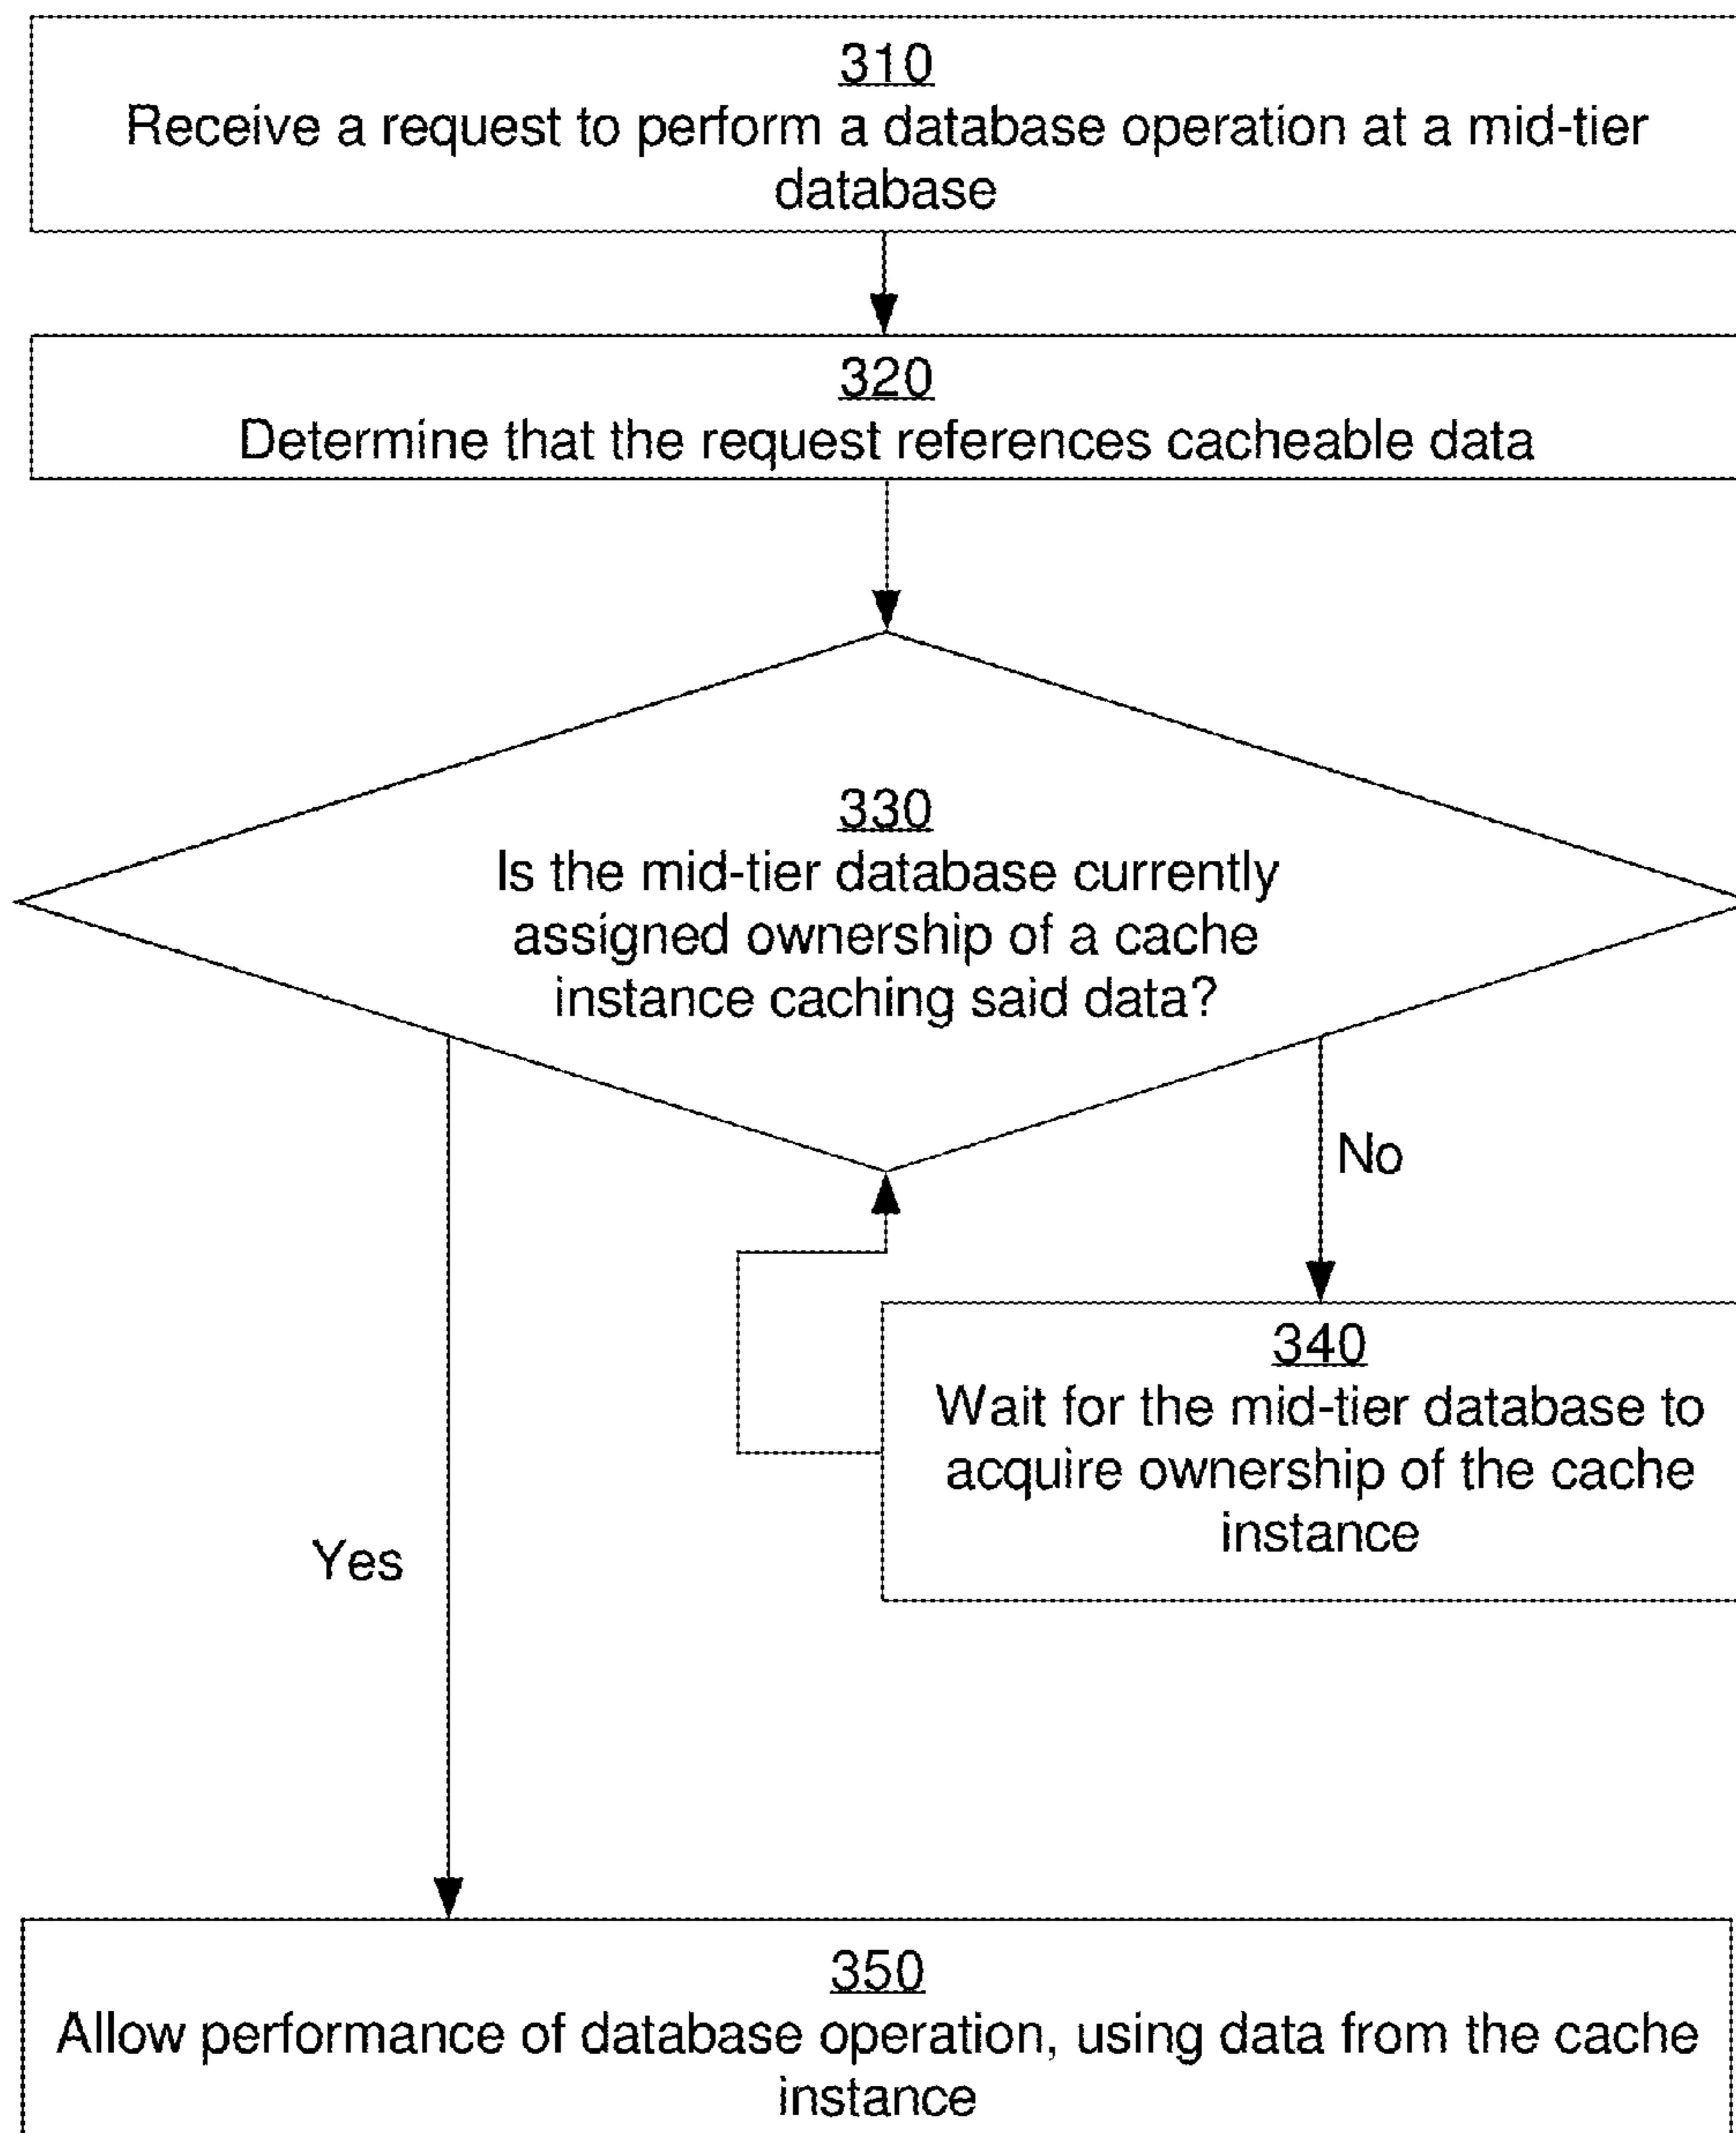 310
Receive a request to perform a database operation at a mid-tier
database
320
Determine that the request references cacheable data
330
Is the mid-tier database currently
assigned ownership of a cache
instance caching said data?
No
340
Wait for the mid-tier database to
acquire ownership of the cache
instance
Yes
350
Allow performance of database operation, using data from the cache
instance